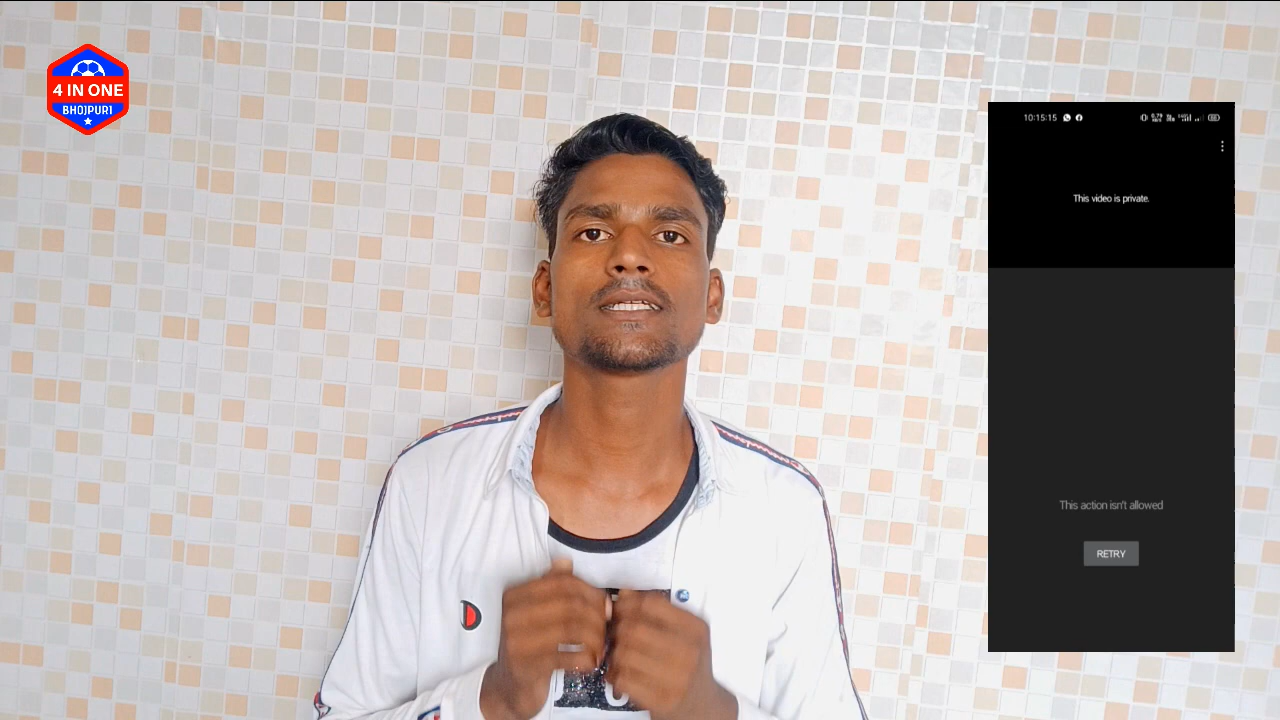 4 IN ONE
BHOJPURI
10:15:15
This video is private.
This action isn't allowed
RETRY